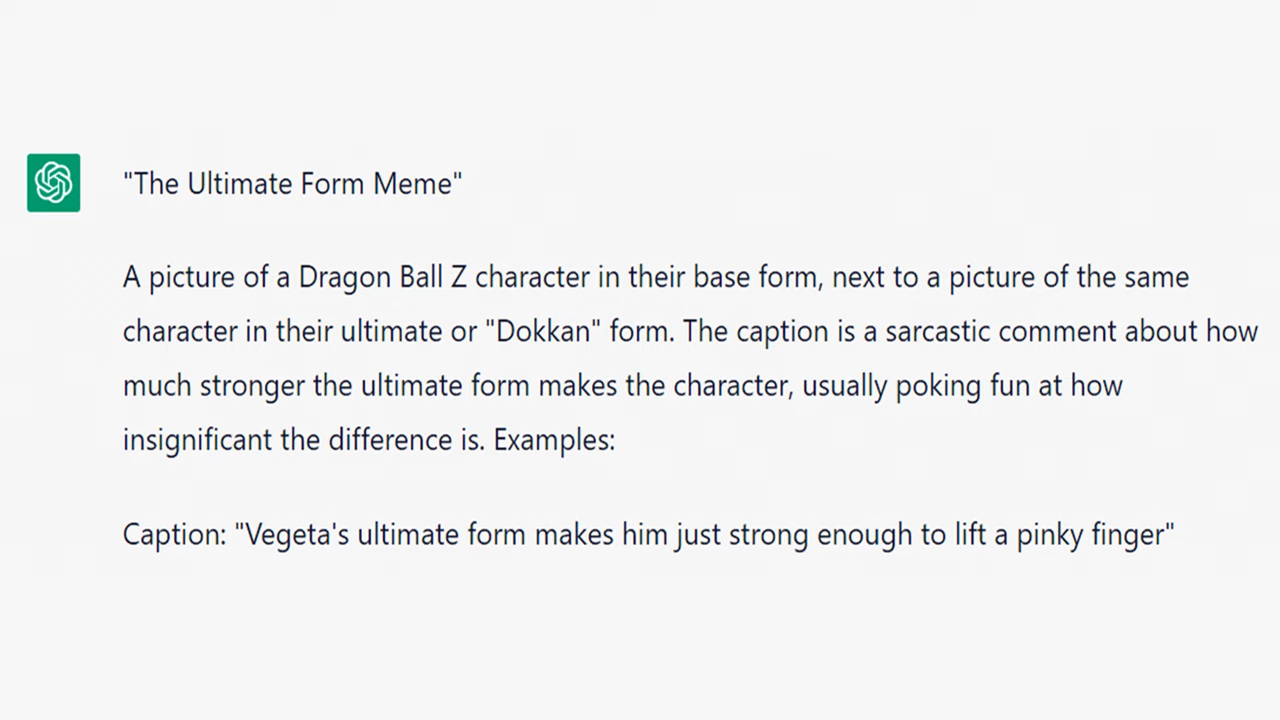 "The Ultimate Form Meme"
A picture of a Dragon Ball Z character in their base form, next to a picture of the same
character in their ultimate or "Dokkan" form. The caption is a sarcastic comment about how
much stronger the ultimate form makes the character, usually poking fun at how
insignificant the difference is. Examples:
Caption: "Vegeta's ultimate form makes him just strong enough to lift a pinky finger"